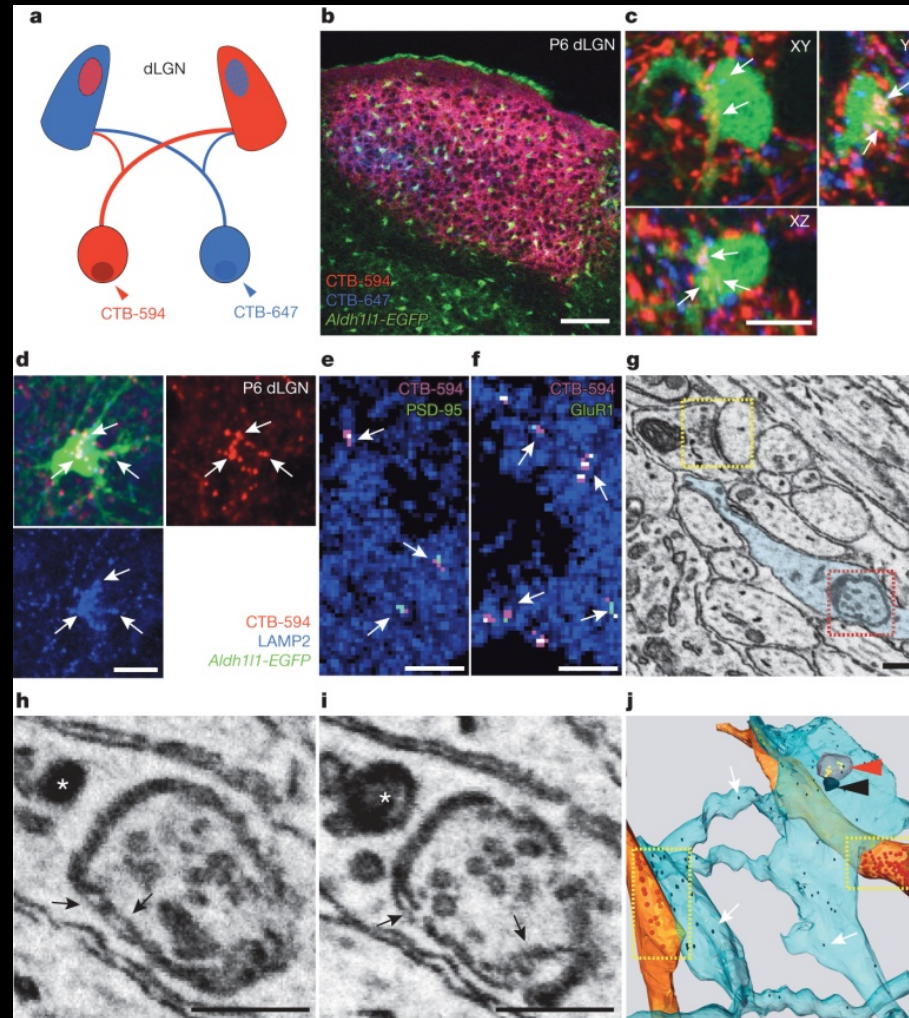 a
dLGN
CTB-594
CTB-647
b
P6 dLGN
CTB-594
CTB-647
Aldh1l1-EGFP
c
XY
Y
XZ
d
P6 dLGN
CTB-594
LAMP2
Aldh1l1-EGFP
e
CTB-594
PSD-95
f
CTB-594
GluR1
g
h
*
i
*
j